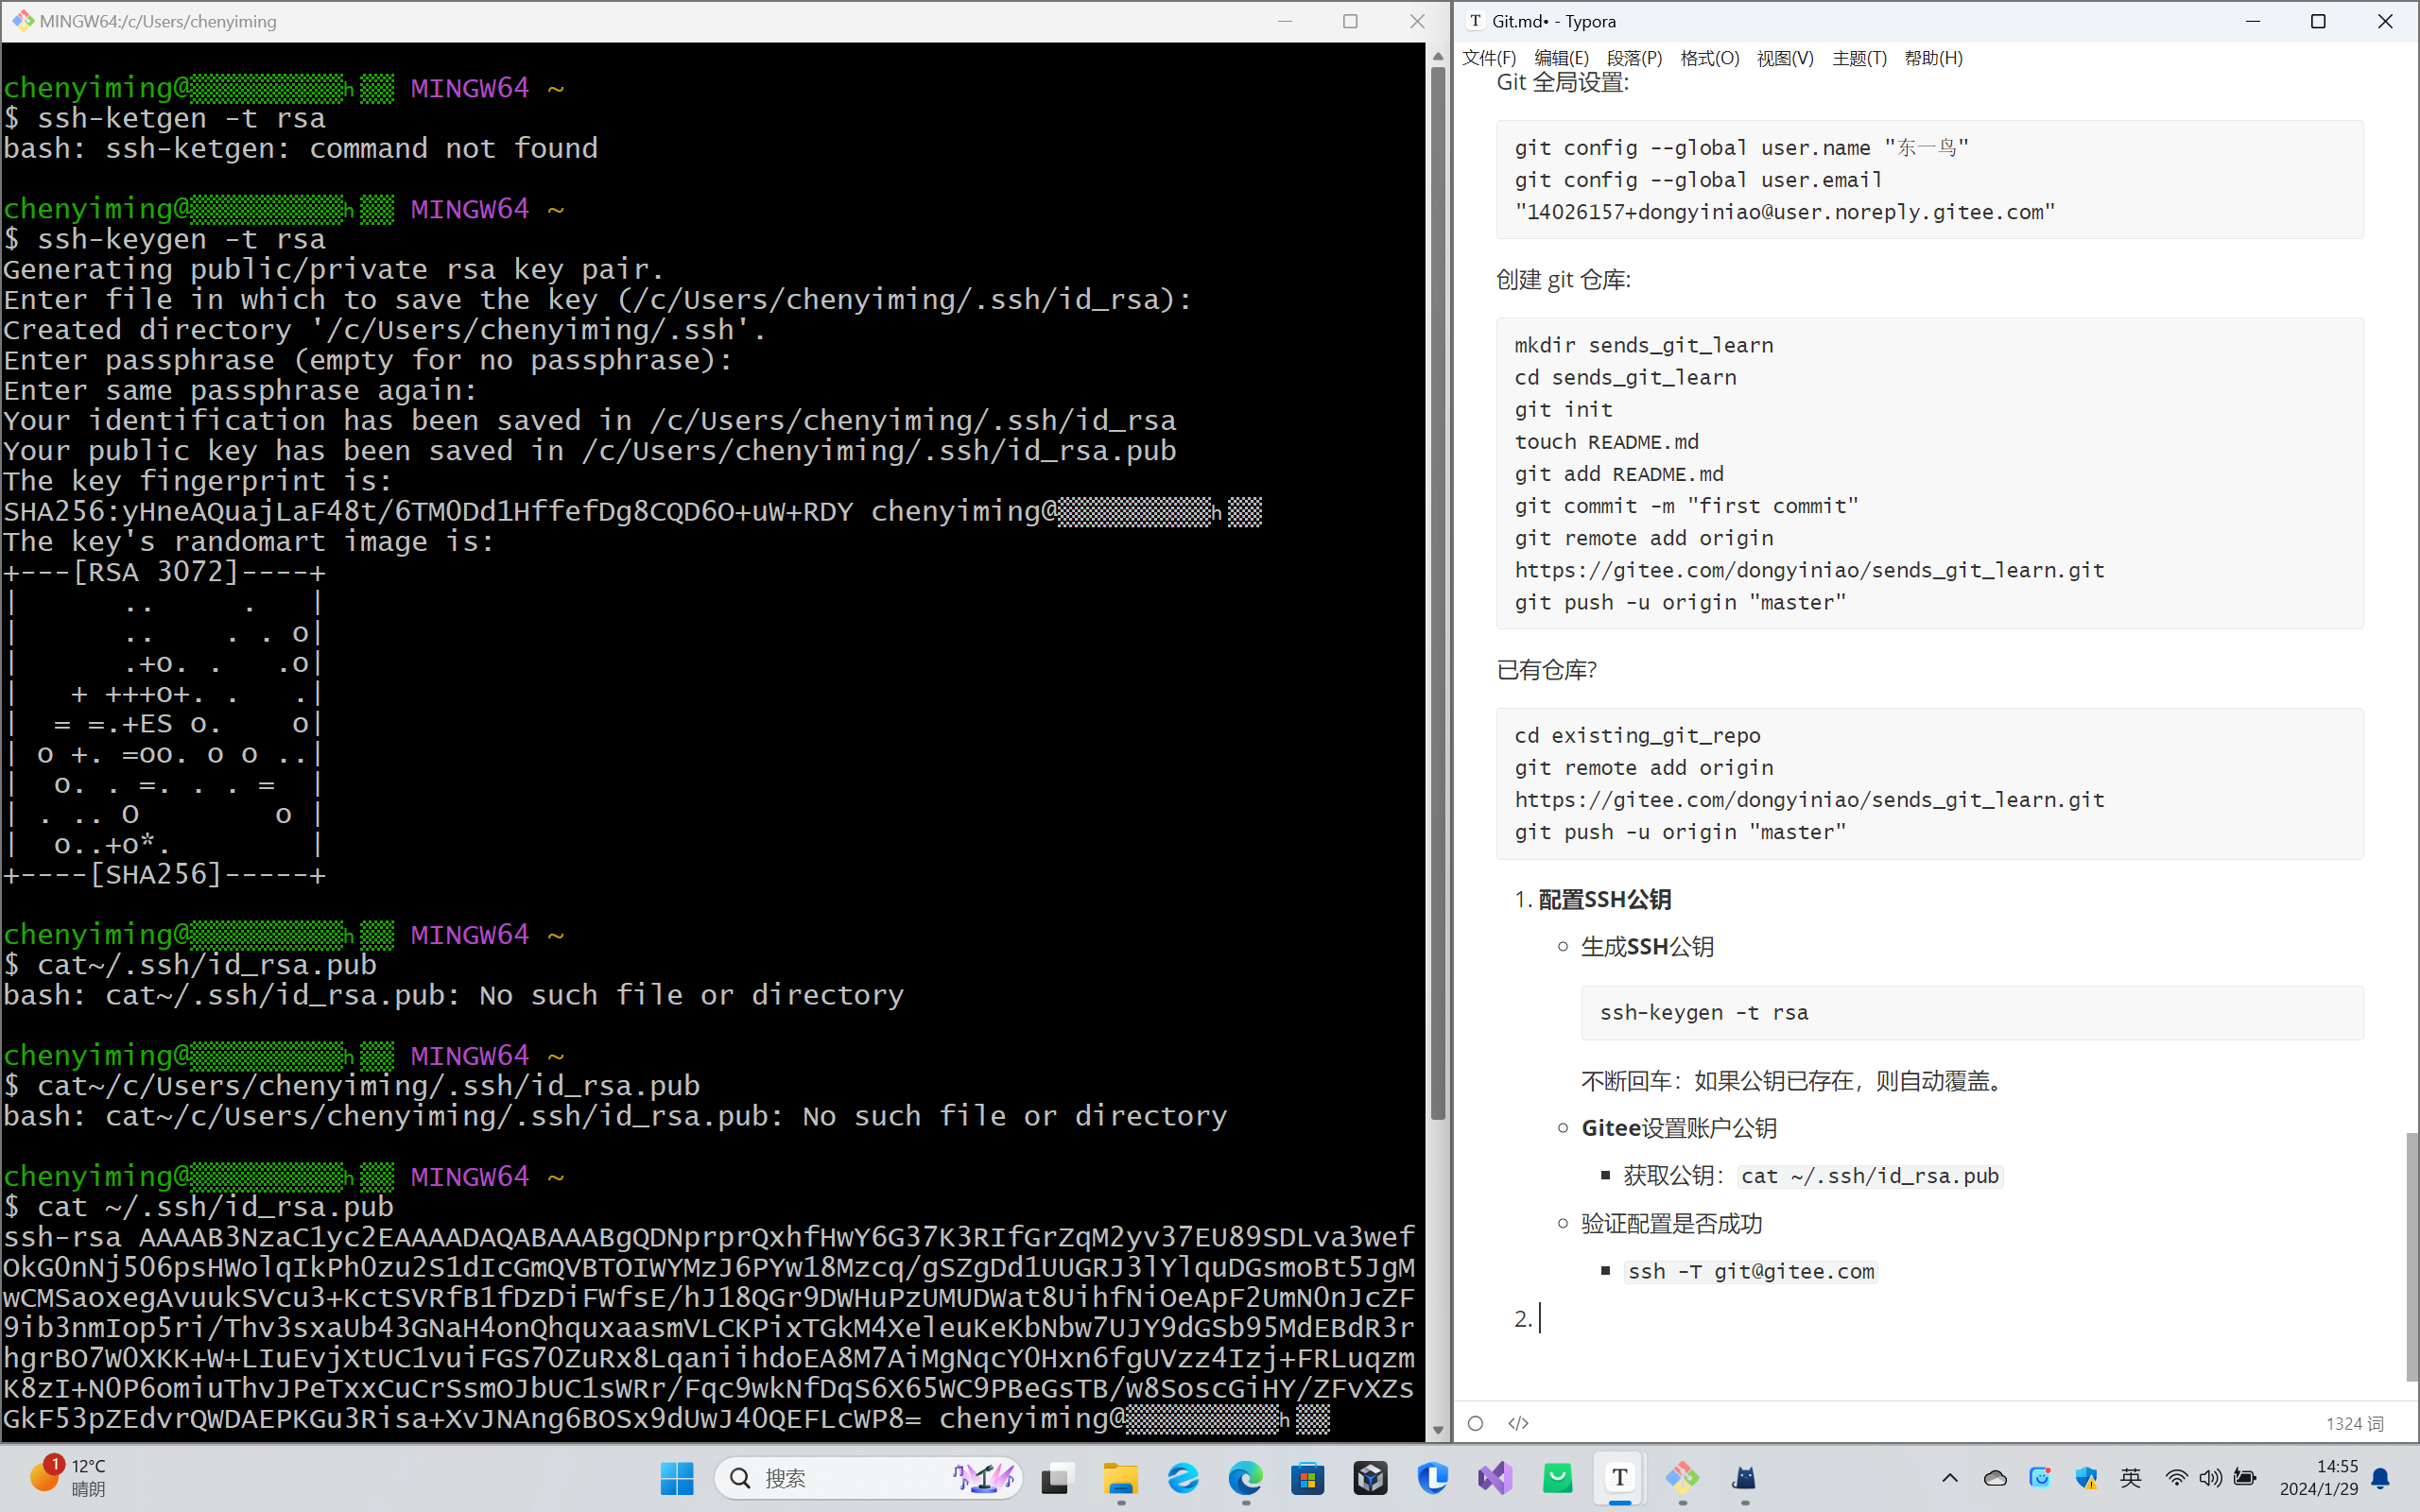 MINGW64:/c/Users/chenyiming
chenyiming@ MINGW64 ~
$ ssh-ketgen -t rsa
bash: ssh-ketgen: command not found
chenyiming@ MINGW64 ~
$ ssh-keygen -t rsa
Generating public/private rsa key pair.
Enter file in which to save the key (/c/Users/chenyiming/.ssh/id_rsa):
Created directory '/c/Users/chenyiming/.ssh'.
Enter passphrase (empty for no passphrase):
Enter same passphrase again:
Your identification has been saved in /c/Users/chenyiming/.ssh/id_rsa
Your public key has been saved in /c/Users/chenyiming/.ssh/id_rsa.pub
The key fingerprint is:
SHA256:yHneAQuajLaF48t/6TM0Dd1HffefDg8CQD6O+uW+RDY chenyiming@
The key's randomart image is:
+---[RSA 3072]----+
|      ..     .   |
|      ..    . . o|
|      .+o. .   .o|
|   + +++o+. .   .|
|  = =.+ES o.    o|
| o +. =oo. o o ..|
|  o. . =. . . =  |
| . .. O        o |
|  o..+o*.        |
+----[SHA256]-----+
chenyiming@ MINGW64 ~
$ cat~/.ssh/id_rsa.pub
bash: cat~/.ssh/id_rsa.pub: No such file or directory
chenyiming@ MINGW64 ~
$ cat~/c/Users/chenyiming/.ssh/id_rsa.pub
bash: cat~/c/Users/chenyiming/.ssh/id_rsa.pub: No such file or directory
chenyiming@ MINGW64 ~
$ cat ~/.ssh/id_rsa.pub
ssh-rsa AAAAB3NzaC1yc2EAAAADAQABAAABgQDNprprQxhfHwY6G37K3RIfGrZqM2yv37EU89SDLva3wef
OkG0nNj506psHWolqIkPh0zu2S1dIcGmQVBTOIWYMzJ6PYw18Mzcq/gSZgDd1UUGRJ3lYlquDGsmoBt5JgM
wCMSaoxegAvuukSVcu3+KctSVRfB1fDzDiFWfsE/hJ18QGr9DWHuPzUMUDWat8UihfNiOeApF2UmN0nJcZF
9ib3nmIop5ri/Thv3sxaUb43GNaH4onQhquxaasmVLCKPixTGkM4XeleuKeKbNbw7UJY9dGSb95MdEBdR3r
hgrBO7W0XKK+W+LIuEvjXtUC1vuiFGS70ZuRx8LqaniihdoEA8M7AiMgNqcY0Hxn6fgUVzz4Izj+FRLuqzm
K8zI+N0P6omiuThvJPeTxxCuCrSsmOJbUC1sWRr/Fqc9wkNfDqS6X65WC9PBeGsTB/w8SoscGiHY/ZFvXZs
GkF53pZEdvrQWDAEPKGu3Risa+XvJNAng6BOSx9dUwJ4OQEFLcWP8= chenyiming@
Git.md• - Typora
文件(F) 编辑(E) 段落(P) 格式(O) 视图(V) 主题(T) 帮助(H)
Git 全局设置:
git config --global user.name "东一鸟"
git config --global user.email
"14026157+dongyiniao@user.noreply.gitee.com"
创建 git 仓库:
mkdir sends_git_learn
cd sends_git_learn
git init
touch README.md
git add README.md
git commit -m "first commit"
git remote add origin
https://gitee.com/dongyiniao/sends_git_learn.git
git push -u origin "master"
已有仓库?
cd existing_git_repo
git remote add origin
https://gitee.com/dongyiniao/sends_git_learn.git
git push -u origin "master"
1. 配置SSH公钥
生成SSH公钥
ssh-keygen -t rsa
不断回车：如果公钥已存在，则自动覆盖。
Gitee设置账户公钥
获取公钥：cat ~/.ssh/id_rsa.pub
验证配置是否成功
ssh -T git@gitee.com
2.
1324 词
1
12°C
晴朗
搜索
英
14:55
2024/1/29